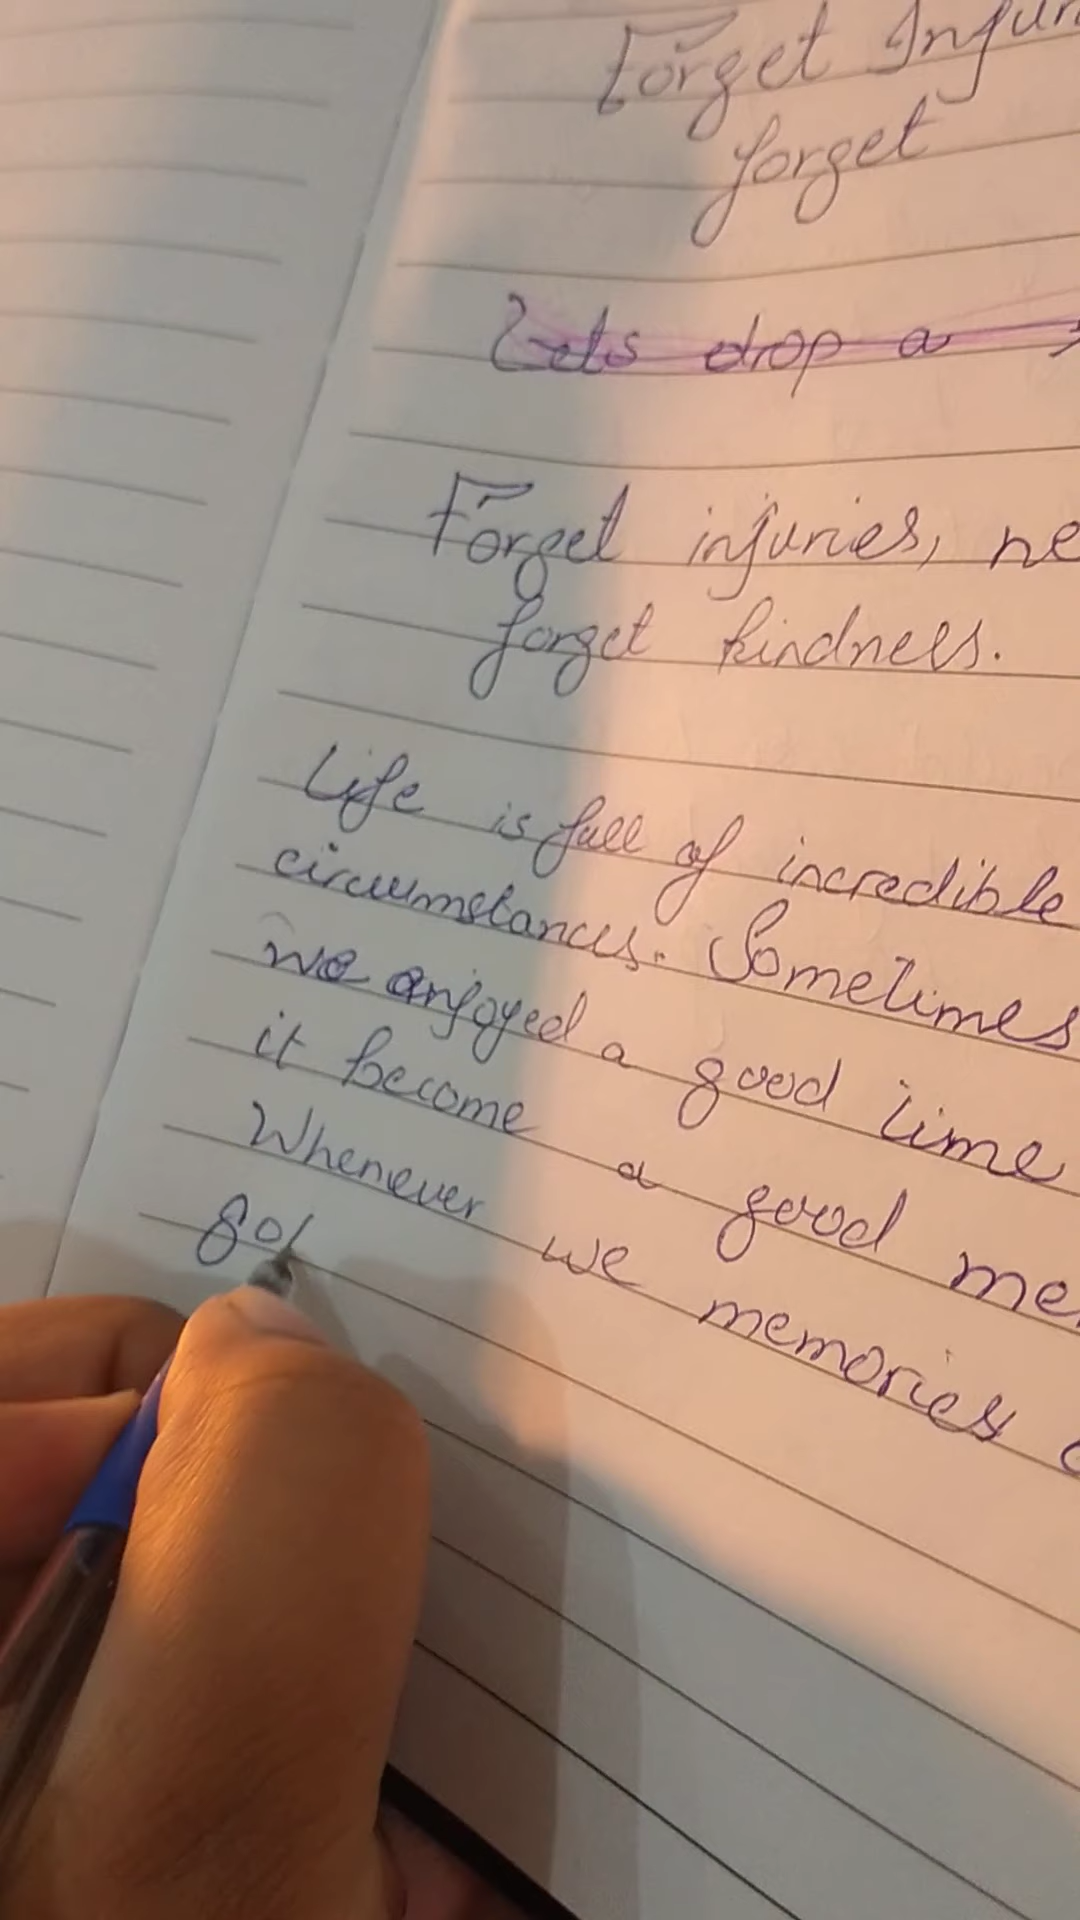 Forget Injur
forget
Lets drop a
Forget injuries, ne
forget kindness.
Life is full of incredible
circumstances. Sometimes
we enjoyed a good time
it become a good me
Whenever we memories
go